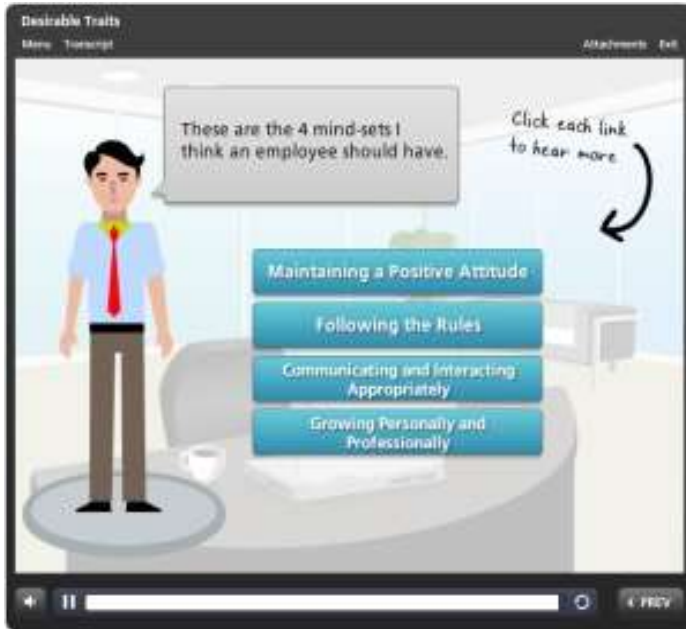 Desirable Traits
Menu Transcript Attachments Exit
These are the 4 mind-sets I
think an employee should have.
Click each link
to hear more
Maintaining a Positive Attitude
Following the Rules
Communicating and Interacting
Appropriately
Growing Personally and
Professionally
PREV